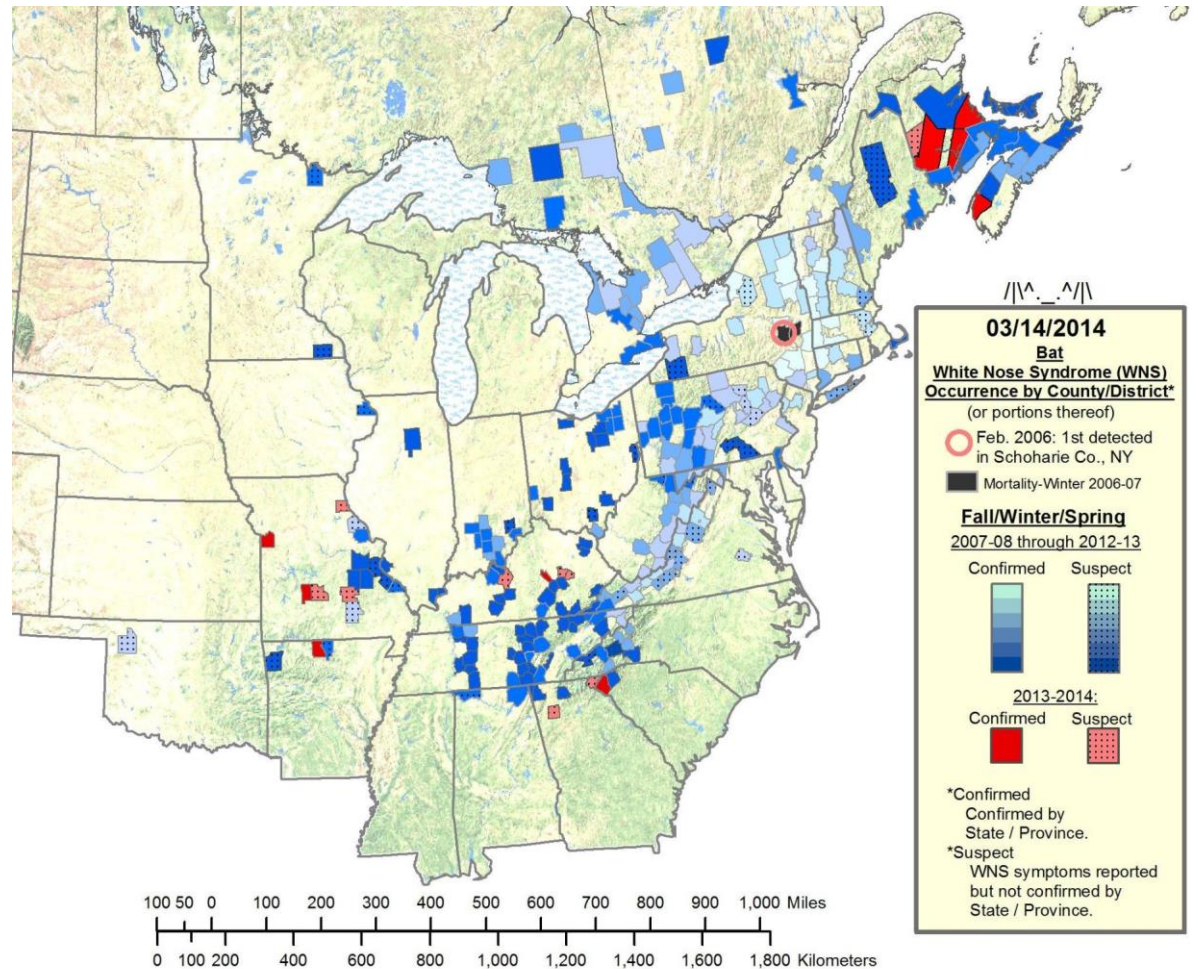 /|\^._.^/|\
03/14/2014
Bat
White Nose Syndrome (WNS)
Occurrence by County/District*
(or portions thereof)
Feb. 2006: 1st detected
in Schoharie Co., NY
Mortality-Winter 2006-07
Fall/Winter/Spring
2007-08 through 2012-13
Confirmed Suspect
2013-2014:
Confirmed Suspect
*Confirmed
Confirmed by
State / Province.
*Suspect
WNS symptoms reported
but not confirmed by
State / Province.
100 50 0 100 200 300 400 500 600 700 800 900 1,000 Miles
0 100 200 400 600 800 1,000 1,200 1,400 1,600 1,800 Kilometers